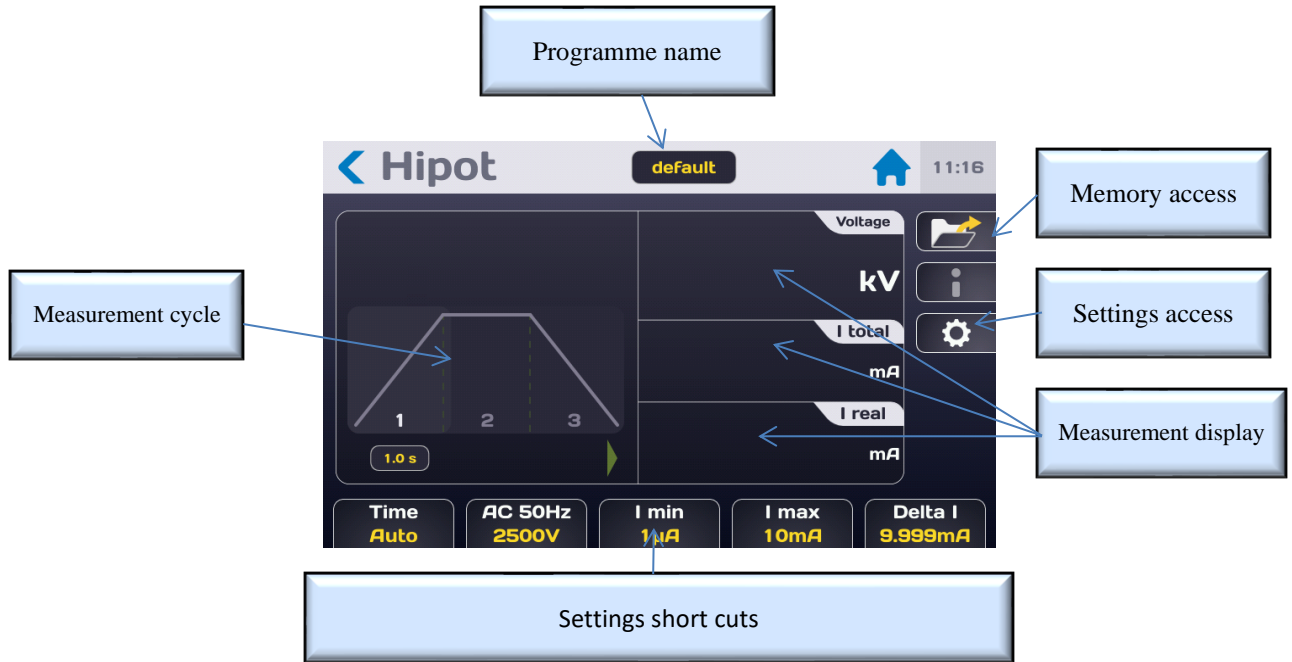 Programme name
Hipot
default
11:16
Memory access
Voltage
kV
Measurement cycle
Settings access
I total
mA
1
2
3
I real
mA
Measurement display
1.0 s
Time
Auto
AC 50Hz
2500V
I min
1µA
I max
10mA
Delta I
9.999mA
Settings short cuts